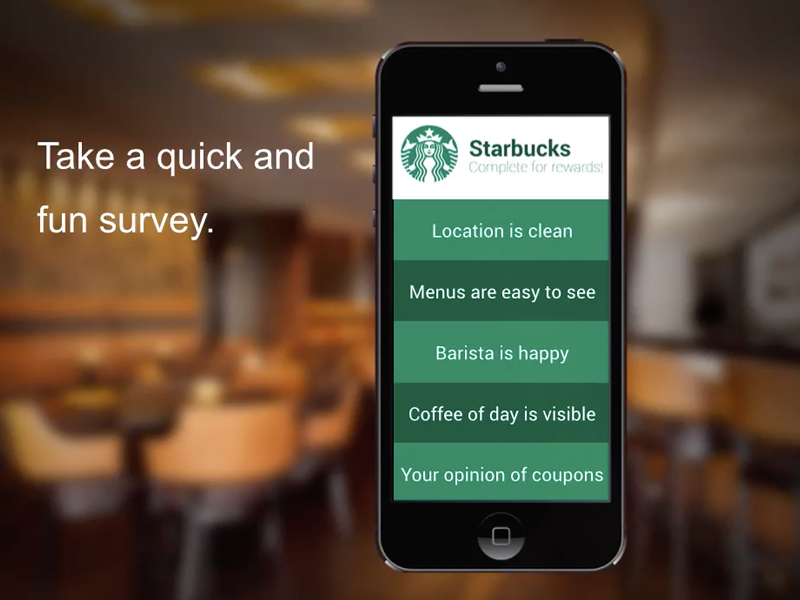 Take a quick and
fun survey.
Starbucks
Complete for rewards!
Location is clean
Menus are easy to see
Barista is happy
Coffee of day is visible
Your opinion of coupons